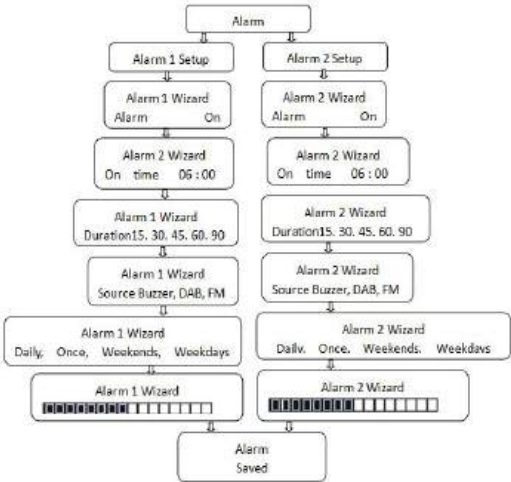 Alarm
Alarm 1 Setup
Alarm 2 Setup
Alarm 1 Wizard
Alarm On
Alarm 2 Wizard
Alarm On
Alarm 2 Wizard
On time 06 : 00
Alarm 2 Wizard
On time 06 : 00
Alarm 1 Wizard
Duration15. 30. 45. 60. 90
Alarm 2 Wizard
Duration15. 30. 45. 60. 90
Alarm 1 Wizard
Source Buzzer, DAB, FM
Alarm 2 Wizard
Source Buzzer, DAB, FM
Alarm 1 Wizard
Daily, Once, Weekends, Weekdays
Alarm 2 Wizard
Daily. Once. Weekends. Weekdays
Alarm 1 Wizard
Alarm 2 Wizard
Alarm
Saved